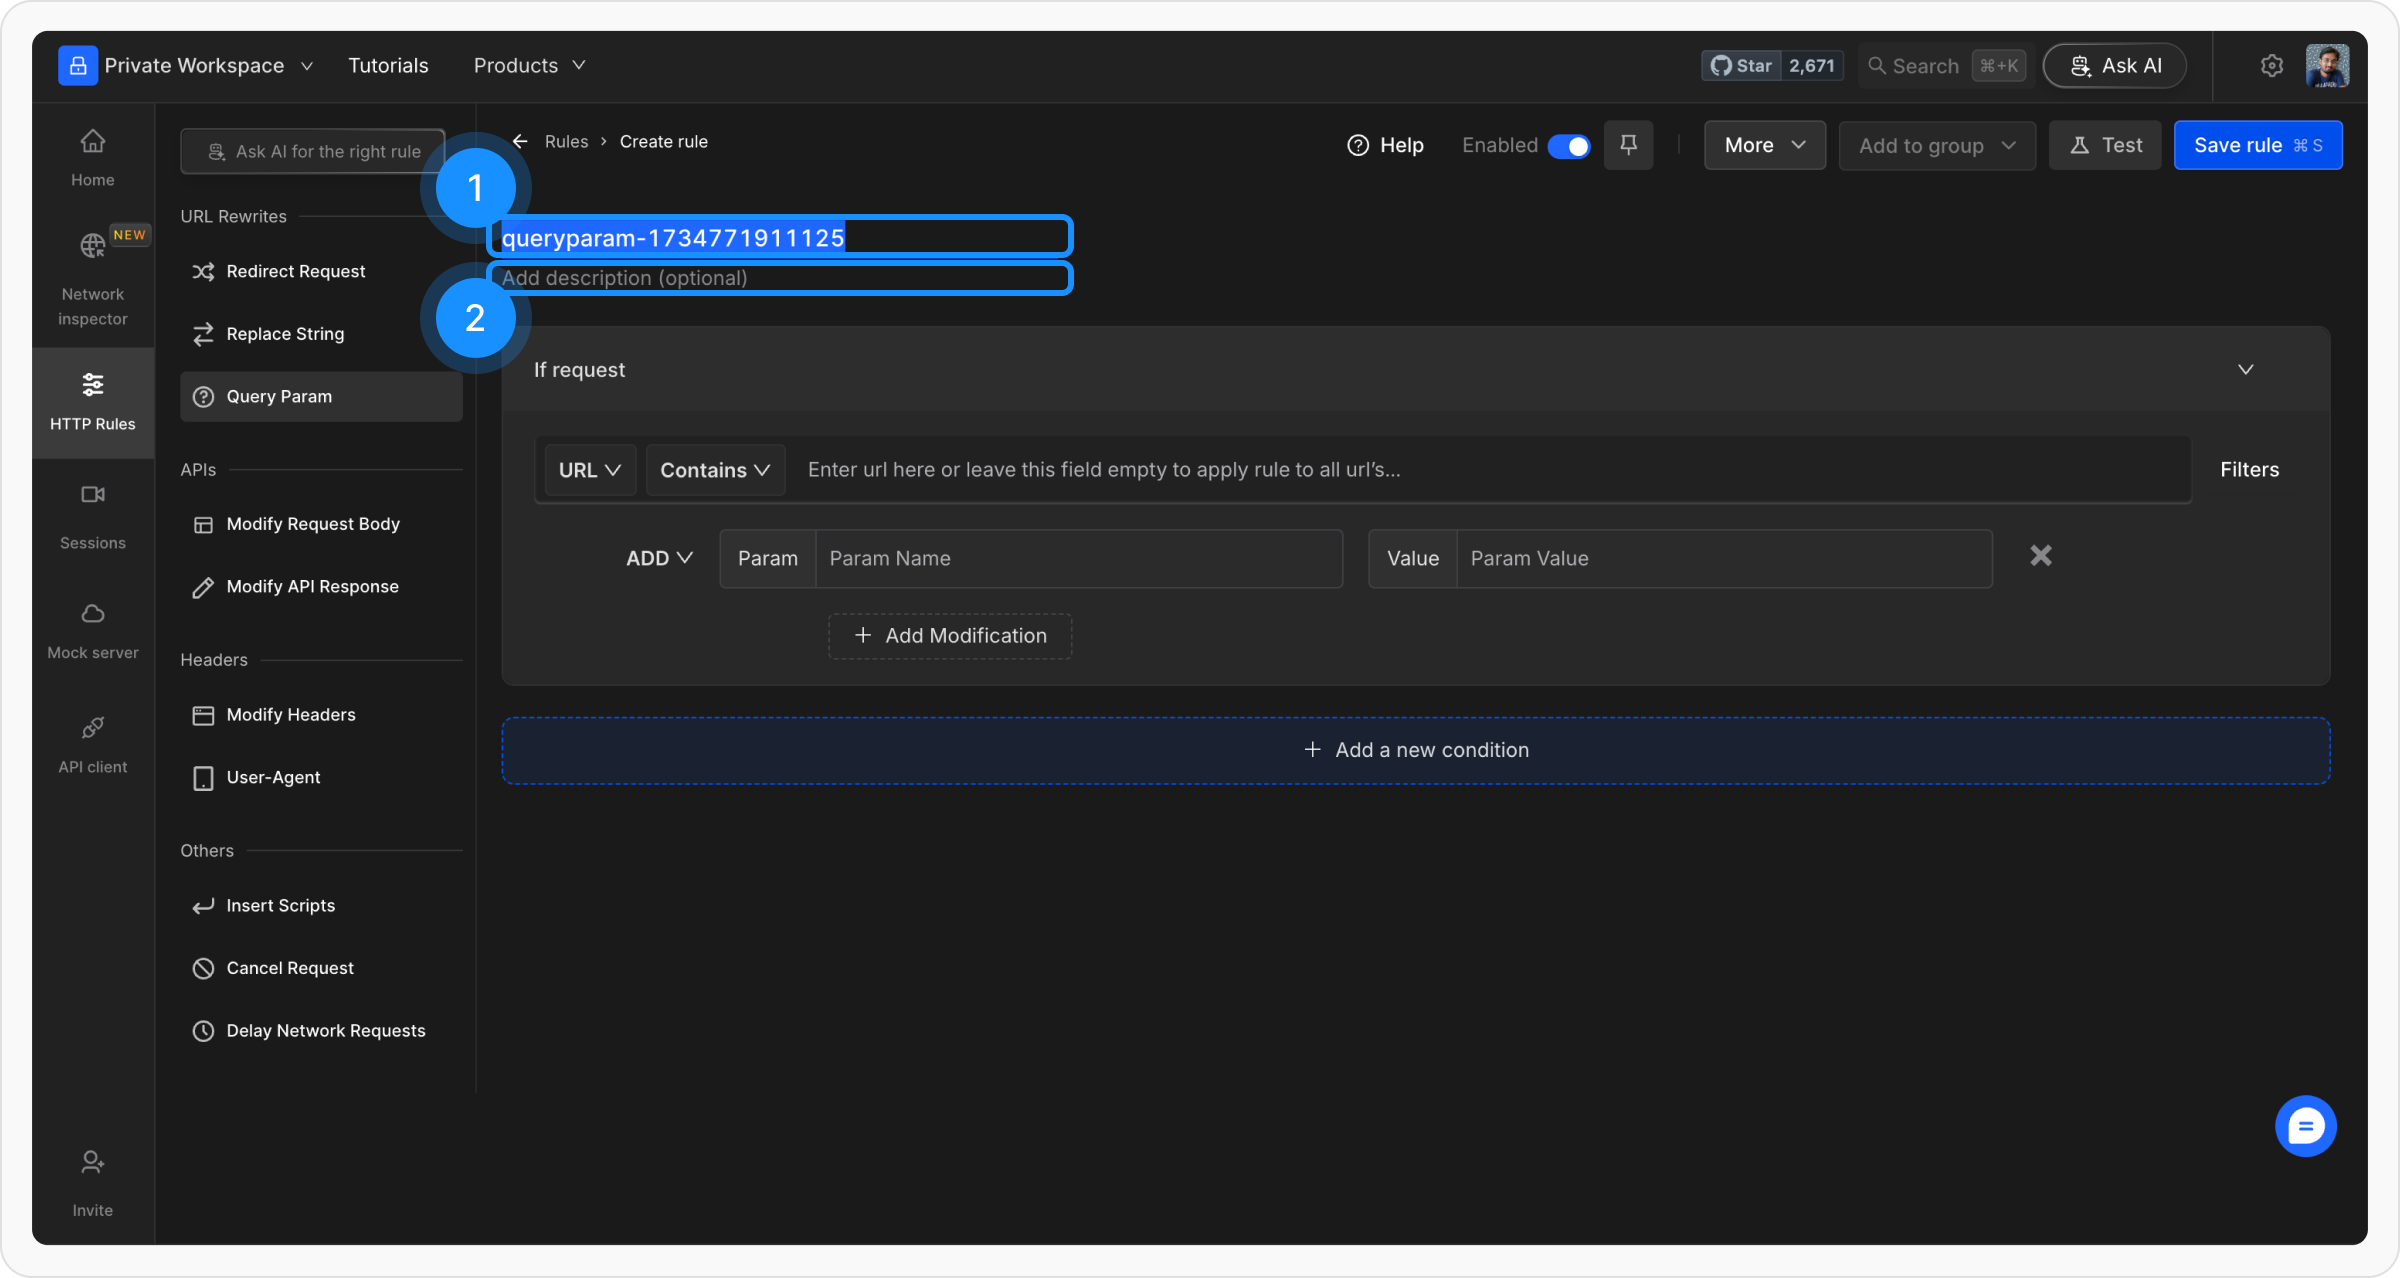 Private Workspace
Tutorials
Products
Star 2,671
Search ⌘+K
Ask AI
Home
NEW
Network
inspector
HTTP Rules
Sessions
Mock server
API client
Invite
Ask AI for the right rule
URL Rewrites
Redirect Request
Replace String
Query Param
APIs
Modify Request Body
Modify API Response
Headers
Modify Headers
User-Agent
Others
Insert Scripts
Cancel Request
Delay Network Requests
Rules > Create rule
Help
Enabled
More
Add to group
Test
Save rule ⌘ S
1
queryparam-1734771911125
2
Add description (optional)
If request
URL
Contains
Enter url here or leave this field empty to apply rule to all url's...
Filters
ADD
Param
Param Name
Value
Param Value
+ Add Modification
+ Add a new condition